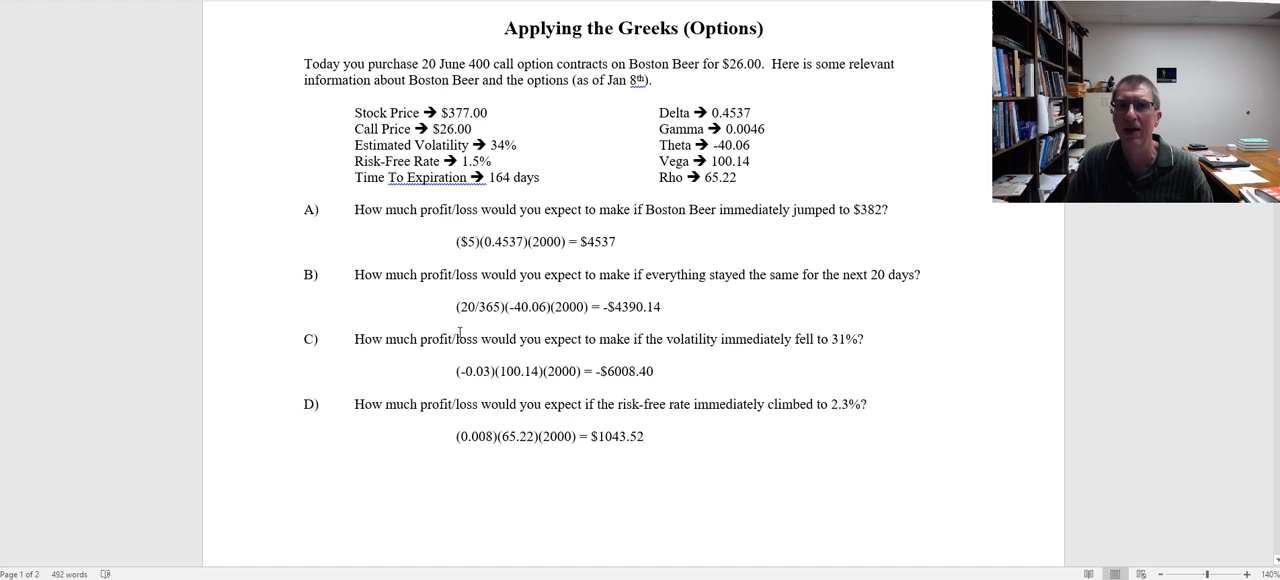 Applying the Greeks (Options)
Today you purchase 20 June 400 call option contracts on Boston Beer for $26.00. Here is some relevant
information about Boston Beer and the options (as of Jan 8th).
Stock Price ➔ $377.00
Call Price ➔ $26.00
Estimated Volatility ➔ 34%
Risk-Free Rate ➔ 1.5%
Time To Expiration ➔ 164 days
Delta ➔ 0.4537
Gamma ➔ 0.0046
Theta ➔ -40.06
Vega ➔ 100.14
Rho ➔ 65.22
A) How much profit/loss would you expect to make if Boston Beer immediately jumped to $382?
($5)(0.4537)(2000) = $4537
B) How much profit/loss would you expect to make if everything stayed the same for the next 20 days?
(20/365)(-40.06)(2000) = -$4390.14
C) How much profit/loss would you expect to make if the volatility immediately fell to 31%?
(-0.03)(100.14)(2000) = -$6008.40
D) How much profit/loss would you expect if the risk-free rate immediately climbed to 2.3%?
(0.008)(65.22)(2000) = $1043.52
Page 1 of 2 492 words
140%